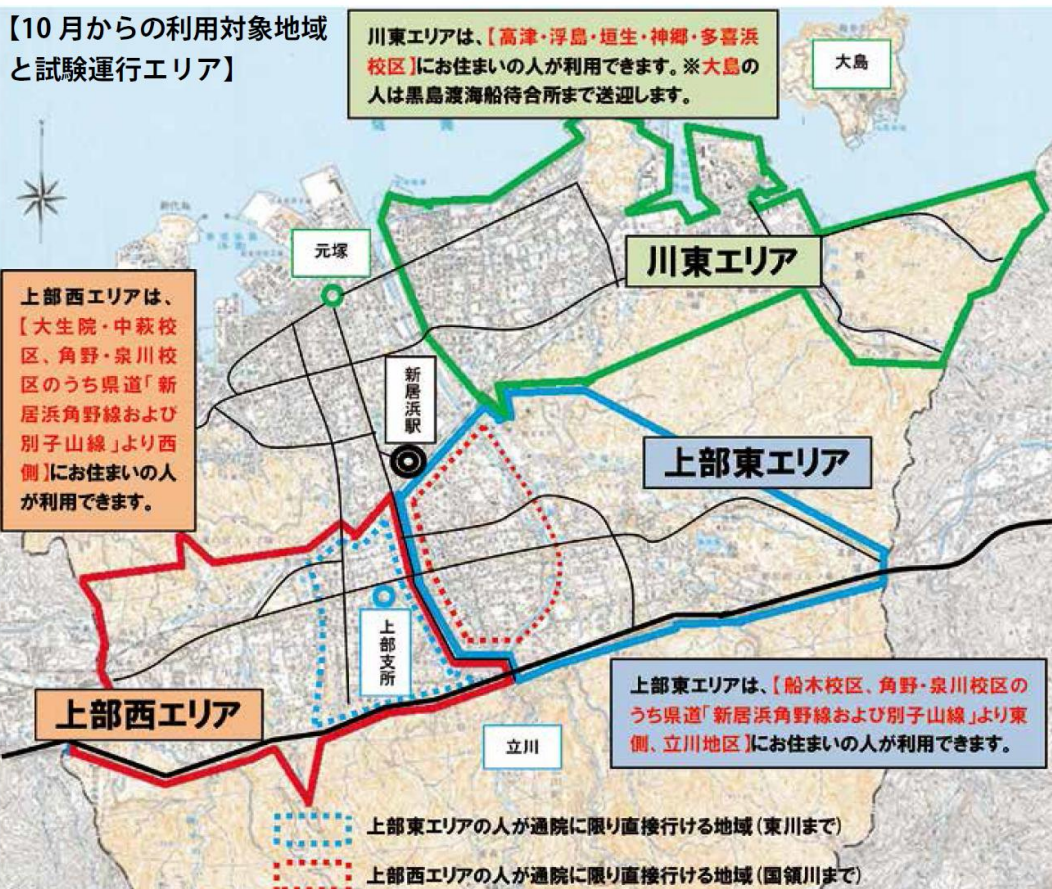 【10 月からの利用対象地域
と試験運行エリア】
川東エリアは、【高津・浮島・垣生・神郷・多喜浜
校区】にお住まいの人が利用できます。※大島の
人は黒島渡海船待合所まで送迎します。
大島
元塚
川東エリア
上部西エリアは、
【大生院・中萩校
区、角野・泉川校
区のうち県道「新
居浜角野線および
別子山線」より西
側】にお住まいの人
が利用できます。
新居浜駅
上部東エリア
上部支所
上部西エリア
立川
上部東エリアは、【船木校区、角野・泉川校区の
うち県道「新居浜角野線および別子山線」より東
側、立川地区】にお住まいの人が利用できます。
上部東エリアの人が通院に限り直接行ける地域（東川まで）
上部西エリアの人が通院に限り直接行ける地域（国領川まで）